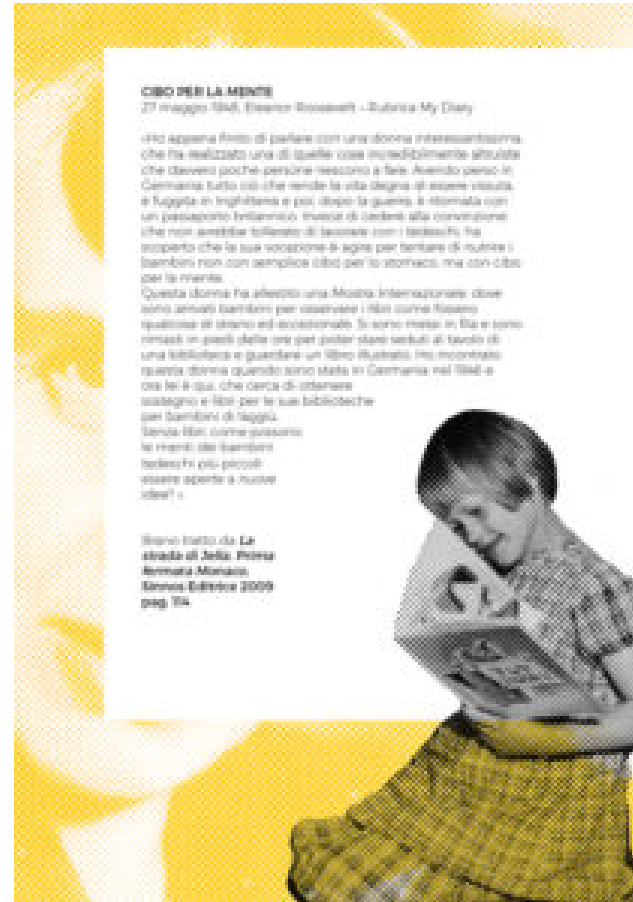 CIBO PER LA MENTE
27 maggio 1948, Eleanor Roosevelt - Rubrica My Diary
«Ho appena finito di parlare con una donna interessantissima,
che ha realizzato una di quelle cose incredibilmente altruiste
che davvero poche persone riescono a fare. Avendo perso in
Germania tutto ciò che rende la vita degna di essere vissuta,
è fuggita in Inghilterra e poi, dopo la guerra, è ritornata con
un passaporto britannico. Invece di cedere alla convinzione
che non avrebbe tollerato di lavorare con i tedeschi, ha
scoperto che la sua vocazione è agire per tentare di nutrire i
bambini non con semplice cibo per lo stomaco, ma con cibo
per la mente.
Questa donna ha allestito una Mostra Internazionale dove
sono arrivati bambini per osservare i libri come fossero
qualcosa di strano ed eccezionale. Si sono messi in fila e sono
rimasti in piedi delle ore per poter stare seduti al tavolo di
una biblioteca e guardare un libro illustrato. Ho incontrato
questa donna quando sono stata in Germania nel 1948 e
ora lei è qui, che cerca di ottenere
sostegno e libri per le sue biblioteche
per bambini di laggiù.
Senza libri, come possono
le menti dei bambini
tedeschi più piccoli
essere aperte a nuove
idee? ».
Brano tratto da La
strada di Jella. Prima
fermata Monaco.
Sinnos Editrice 2009
pag. 114